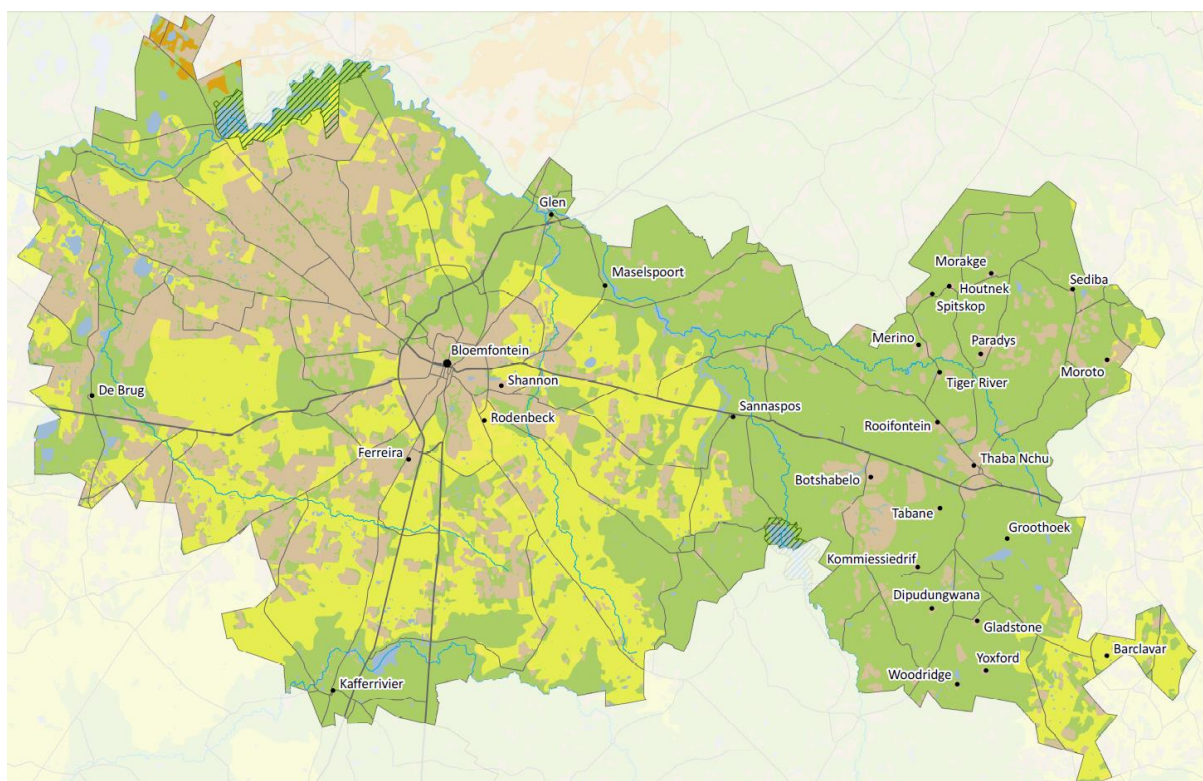 Glen
Morakge
Houtnek
Sediba
Maselspoort
Spitskop
Merino
Paradys
Bloemfontein
Moroto
Shannon
Tiger River
De Brug
Sannaspos
Rodenbeck
Rooifontein
Ferreira
Thaba Nchu
Botshabelo
Tabane
Groothoek
Kommiessiedrif
Dipudungwana
Gladstone
Barclavar
Yoxford
Woodridge
Kafferrivier